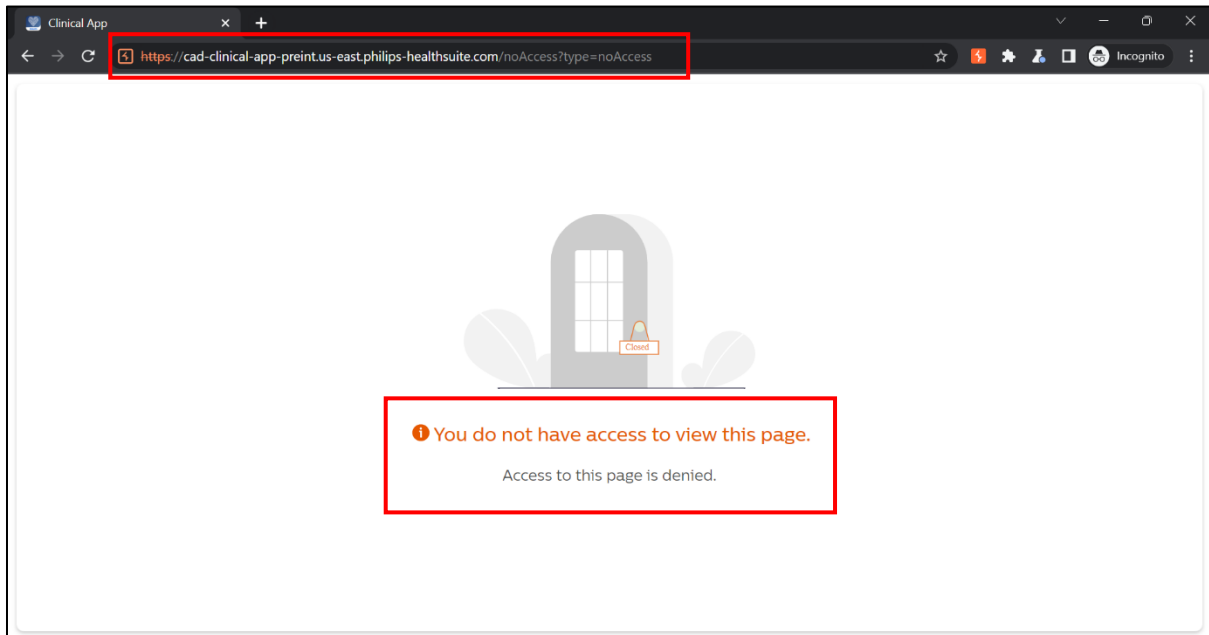 Clinical App
https://cad-clinical-app-preint.us-east.philips-healthsuite.com/noAccess?type=noAccess
Incognito
Closed
You do not have access to view this page.
Access to this page is denied.